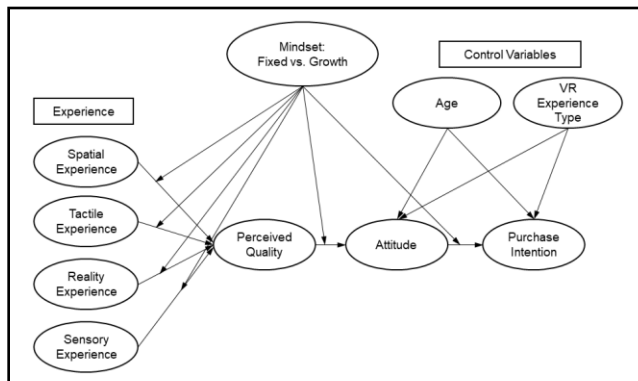 Mindset:
Fixed vs. Growth
Control Variables
Age
VR
Experience
Type
Experience
Spatial
Experience
Tactile
Experience
Reality
Experience
Sensory
Experience
Perceived
Quality
Attitude
Purchase
Intention